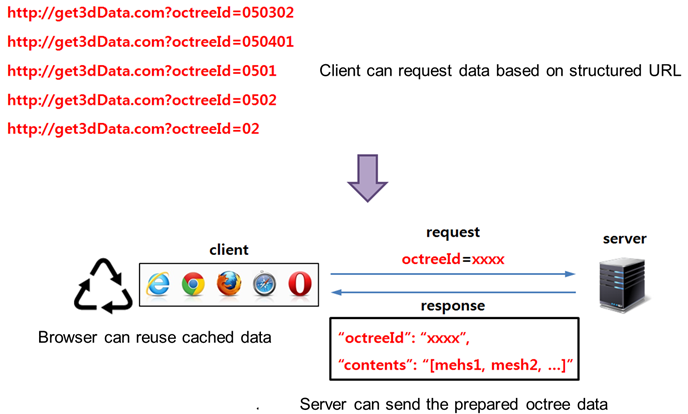 http://get3dData.com?octreeId=050302
http://get3dData.com?octreeId=050401
http://get3dData.com?octreeId=0501
Client can request data based on structured URL
http://get3dData.com?octreeId=0502
http://get3dData.com?octreeId=02
request
server
client
octreeId=xxxx
response
Browser can reuse cached data
“octreeId”: “xxxx”,
“contents”: “[mehs1, mesh2, ...]”
. Server can send the prepared octree data